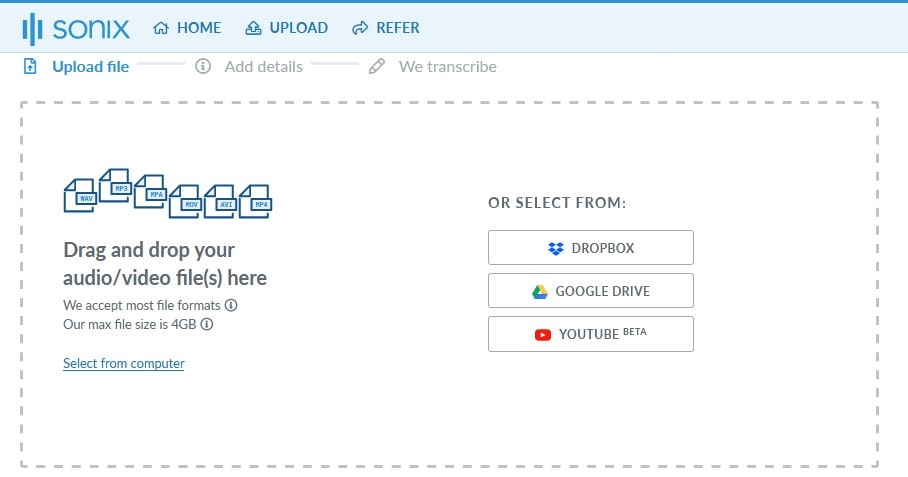 sonix HOME UPLOAD REFER
Upload file Add details We transcribe
WAV MP3 MPA MOV AVI MP4
Drag and drop your
audio/video file(s) here
We accept most file formats
Our max file size is 4GB
Select from computer
OR SELECT FROM:
DROPBOX
GOOGLE DRIVE
YOUTUBE BETA